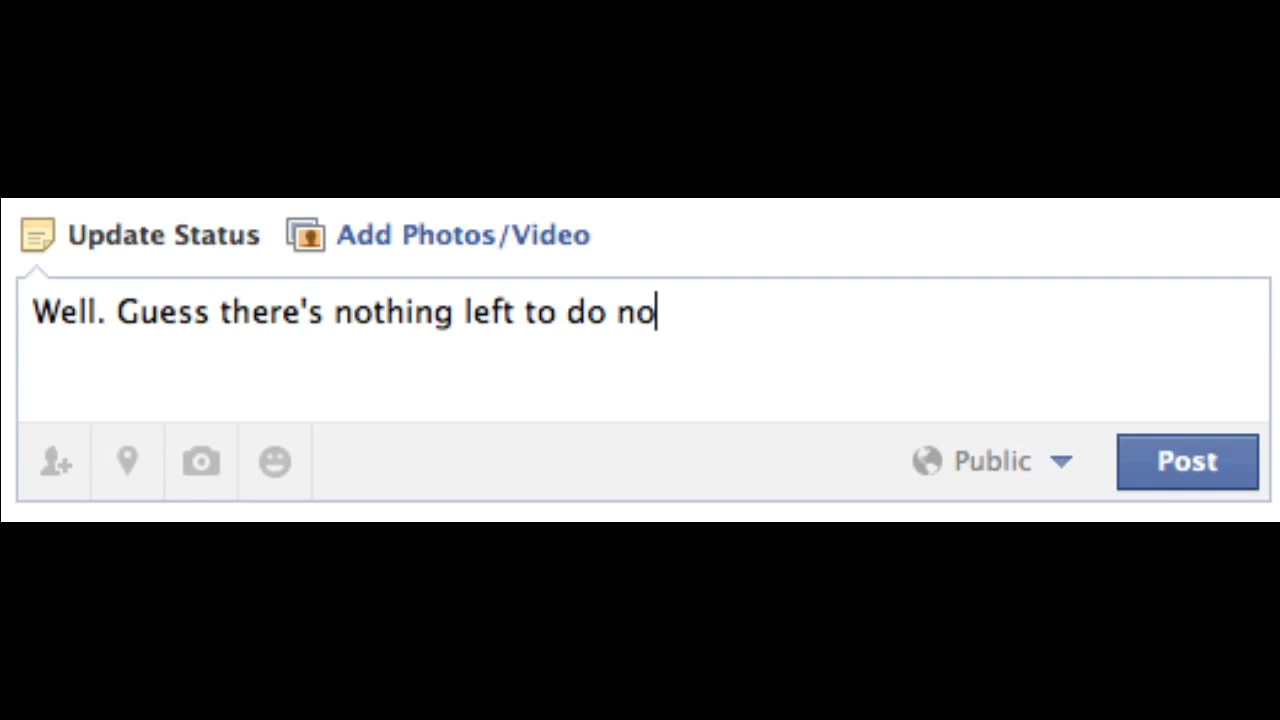 Update Status Add Photos/Video
Well. Guess there's nothing left to do no
Public Post